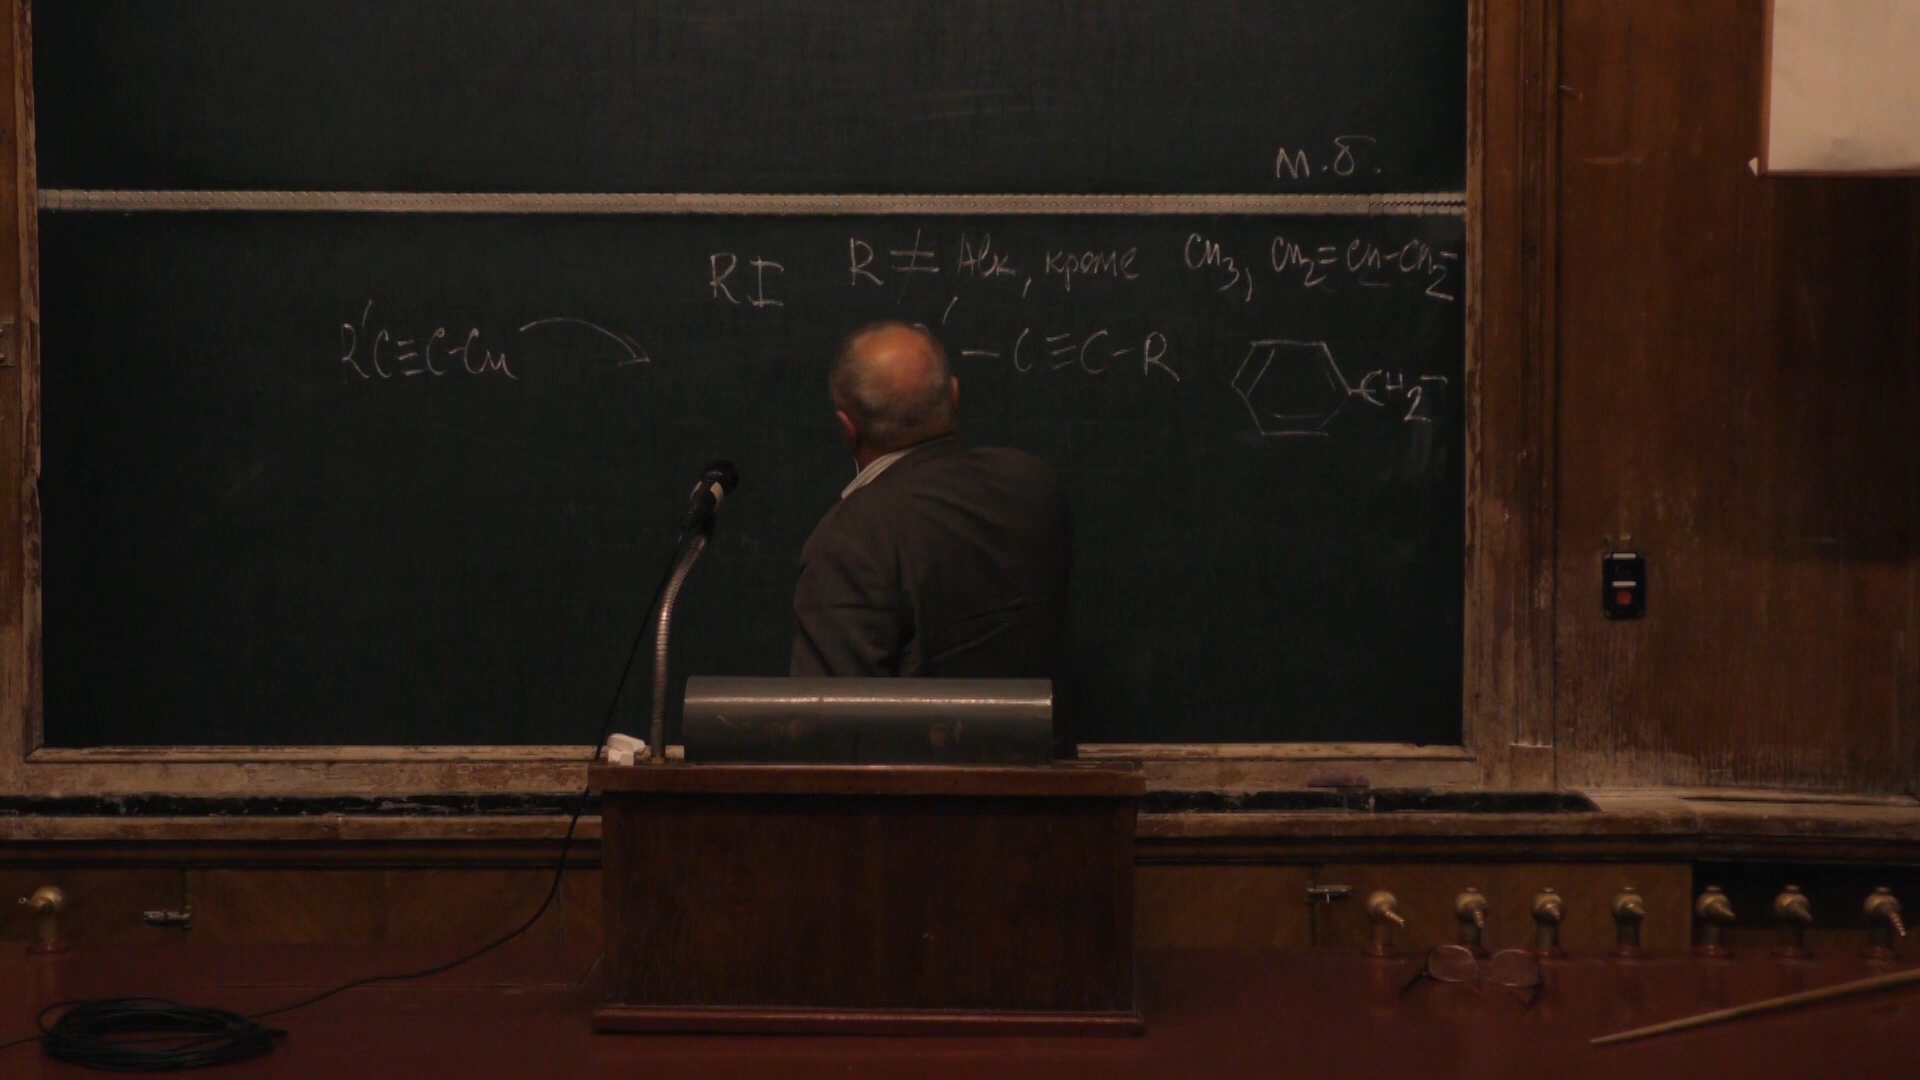 м.б.
RI R ≠ Alk, кроме CH₃, CH₂=CH-CH₂-
R'C≡C-Cu
-C≡C-R
-CH₂-